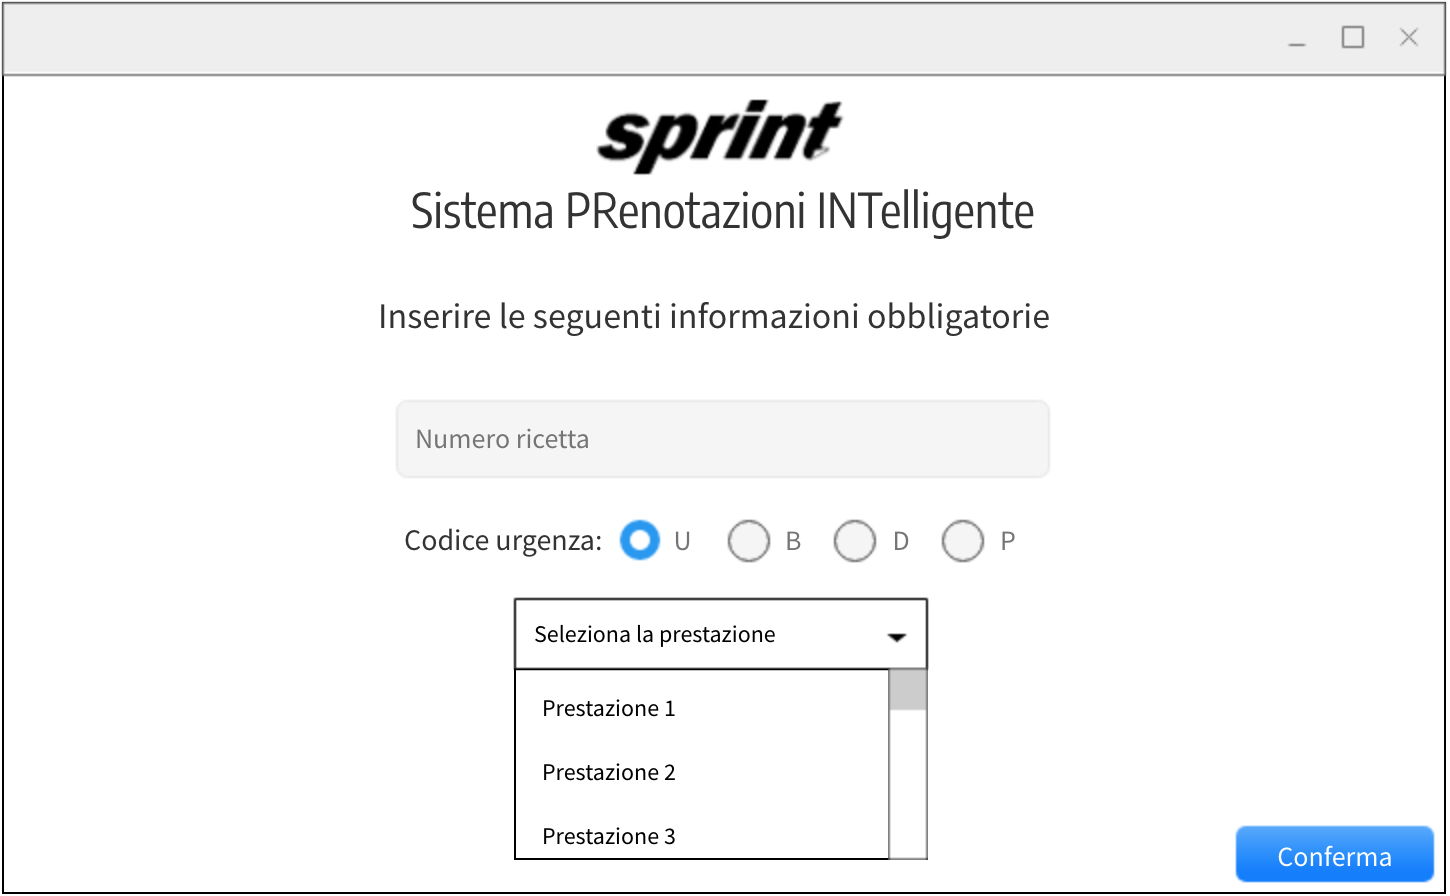 sprint
Sistema PRenotazioni INTelligente
Inserire le seguenti informazioni obbligatorie
Numero ricetta
Codice urgenza: U B D P
Seleziona la prestazione
Prestazione 1
Prestazione 2
Prestazione 3
Conferma